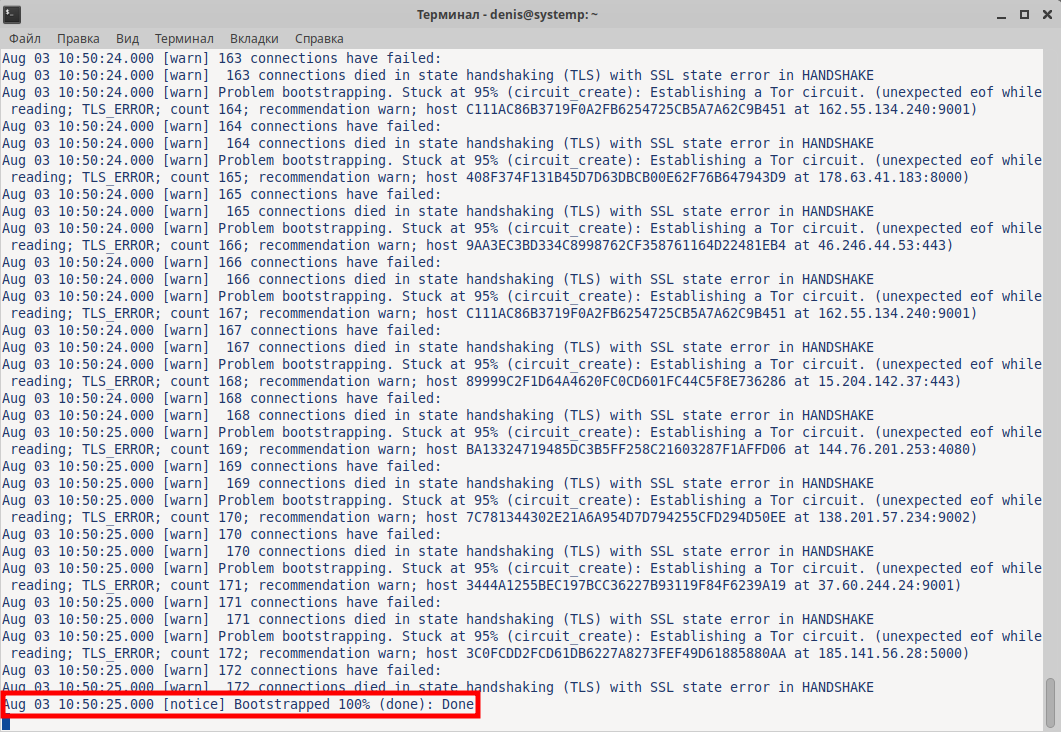 Терминал - denis@systemp: ~
Файл Правка Вид Терминал Вкладки Справка
Aug 03 10:50:24.000 [warn] 163 connections have failed:
Aug 03 10:50:24.000 [warn]  163 connections died in state handshaking (TLS) with SSL state error in HANDSHAKE
Aug 03 10:50:24.000 [warn] Problem bootstrapping. Stuck at 95% (circuit_create): Establishing a Tor circuit. (unexpected eof while
 reading; TLS_ERROR; count 164; recommendation warn; host C111AC86B3719F0A2FB6254725CB5A7A62C9B451 at 162.55.134.240:9001)
Aug 03 10:50:24.000 [warn] 164 connections have failed:
Aug 03 10:50:24.000 [warn]  164 connections died in state handshaking (TLS) with SSL state error in HANDSHAKE
Aug 03 10:50:24.000 [warn] Problem bootstrapping. Stuck at 95% (circuit_create): Establishing a Tor circuit. (unexpected eof while
 reading; TLS_ERROR; count 165; recommendation warn; host 408F374F131B45D7D63DBCB00E62F76B647943D9 at 178.63.41.183:8000)
Aug 03 10:50:24.000 [warn] 165 connections have failed:
Aug 03 10:50:24.000 [warn]  165 connections died in state handshaking (TLS) with SSL state error in HANDSHAKE
Aug 03 10:50:24.000 [warn] Problem bootstrapping. Stuck at 95% (circuit_create): Establishing a Tor circuit. (unexpected eof while
 reading; TLS_ERROR; count 166; recommendation warn; host 9AA3EC3BD334C8998762CF358761164D22481EB4 at 46.246.44.53:443)
Aug 03 10:50:24.000 [warn] 166 connections have failed:
Aug 03 10:50:24.000 [warn]  166 connections died in state handshaking (TLS) with SSL state error in HANDSHAKE
Aug 03 10:50:24.000 [warn] Problem bootstrapping. Stuck at 95% (circuit_create): Establishing a Tor circuit. (unexpected eof while
 reading; TLS_ERROR; count 167; recommendation warn; host C111AC86B3719F0A2FB6254725CB5A7A62C9B451 at 162.55.134.240:9001)
Aug 03 10:50:24.000 [warn] 167 connections have failed:
Aug 03 10:50:24.000 [warn]  167 connections died in state handshaking (TLS) with SSL state error in HANDSHAKE
Aug 03 10:50:24.000 [warn] Problem bootstrapping. Stuck at 95% (circuit_create): Establishing a Tor circuit. (unexpected eof while
 reading; TLS_ERROR; count 168; recommendation warn; host 89999C2F1D64A4620FC0CD601FC44C5F8E736286 at 15.204.142.37:443)
Aug 03 10:50:24.000 [warn] 168 connections have failed:
Aug 03 10:50:24.000 [warn]  168 connections died in state handshaking (TLS) with SSL state error in HANDSHAKE
Aug 03 10:50:25.000 [warn] Problem bootstrapping. Stuck at 95% (circuit_create): Establishing a Tor circuit. (unexpected eof while
 reading; TLS_ERROR; count 169; recommendation warn; host BA13324719485DC3B5FF258C21603287F1AFFD06 at 144.76.201.253:4080)
Aug 03 10:50:25.000 [warn] 169 connections have failed:
Aug 03 10:50:25.000 [warn]  169 connections died in state handshaking (TLS) with SSL state error in HANDSHAKE
Aug 03 10:50:25.000 [warn] Problem bootstrapping. Stuck at 95% (circuit_create): Establishing a Tor circuit. (unexpected eof while
 reading; TLS_ERROR; count 170; recommendation warn; host 7C781344302E21A6A954D7D794255CFD294D50EE at 138.201.57.234:9002)
Aug 03 10:50:25.000 [warn] 170 connections have failed:
Aug 03 10:50:25.000 [warn]  170 connections died in state handshaking (TLS) with SSL state error in HANDSHAKE
Aug 03 10:50:25.000 [warn] Problem bootstrapping. Stuck at 95% (circuit_create): Establishing a Tor circuit. (unexpected eof while
 reading; TLS_ERROR; count 171; recommendation warn; host 3444A1255BEC197BCC36227B93119F84F6239A19 at 37.60.244.24:9001)
Aug 03 10:50:25.000 [warn] 171 connections have failed:
Aug 03 10:50:25.000 [warn]  171 connections died in state handshaking (TLS) with SSL state error in HANDSHAKE
Aug 03 10:50:25.000 [warn] Problem bootstrapping. Stuck at 95% (circuit_create): Establishing a Tor circuit. (unexpected eof while
 reading; TLS_ERROR; count 172; recommendation warn; host 3C0FCDD2FCD61DB6227A8273FEF49D61885880AA at 185.141.56.28:5000)
Aug 03 10:50:25.000 [warn] 172 connections have failed:
Aug 03 10:50:25.000 [warn]  172 connections died in state handshaking (TLS) with SSL state error in HANDSHAKE
Aug 03 10:50:25.000 [notice] Bootstrapped 100% (done): Done